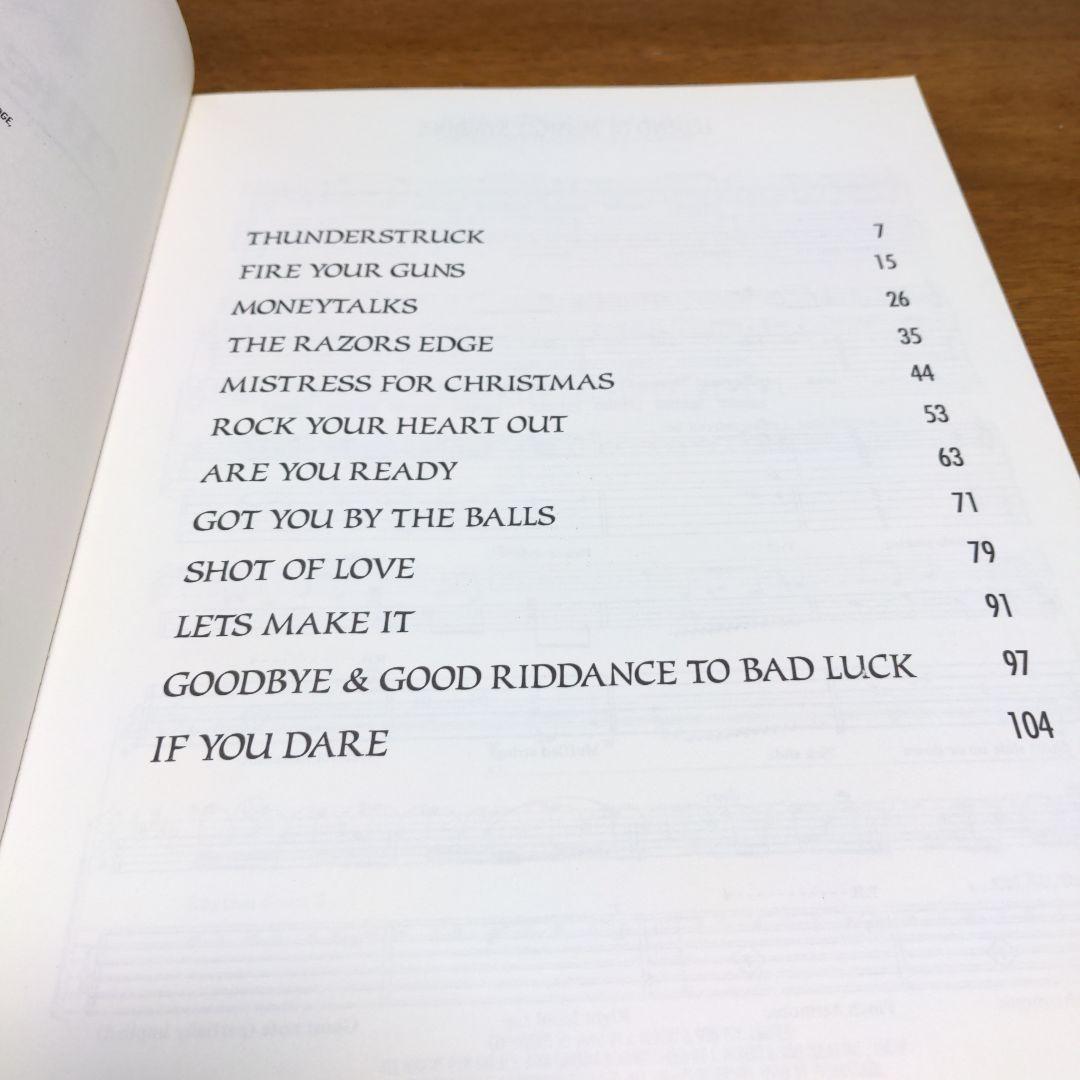 THUNDERSTRUCK 7
FIRE YOUR GUNS 15
MONEYTALKS 26
THE RAZORS EDGE 35
MISTRESS FOR CHRISTMAS 44
ROCK YOUR HEART OUT 53
ARE YOU READY 63
GOT YOU BY THE BALLS 71
SHOT OF LOVE 79
LETS MAKE IT 91
GOODBYE & GOOD RIDDANCE TO BAD LUCK 97
IF YOU DARE 104